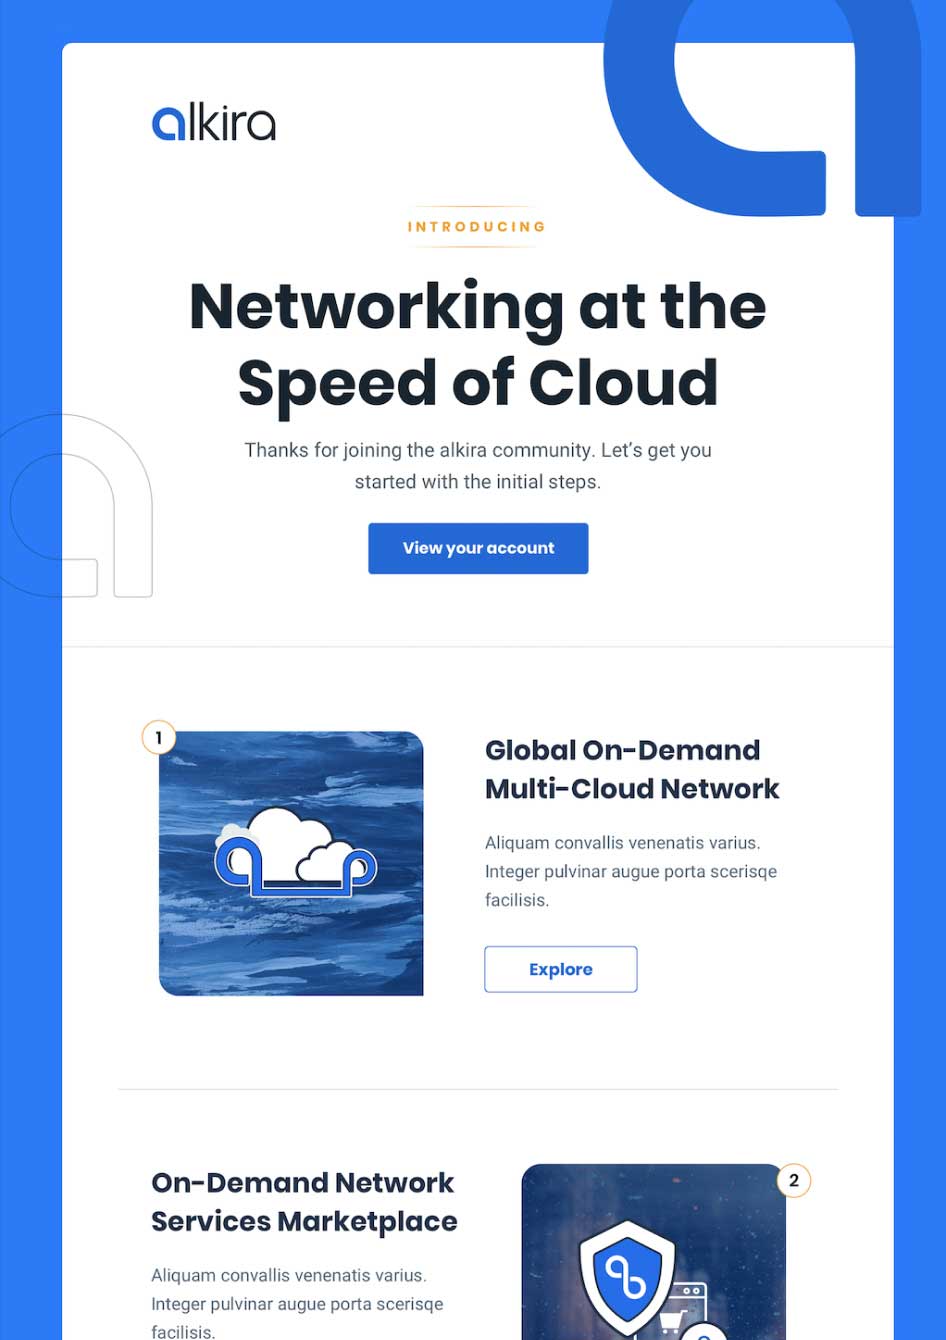 alkira
INTRODUCING
Networking at the
Speed of Cloud
Thanks for joining the alkira community. Let's get you
started with the initial steps.
View your account
1
Global On-Demand
Multi-Cloud Network
Aliquam convallis venenatis varius.
Integer pulvinar augue porta scerisqe
facilisis.
Explore
On-Demand Network
Services Marketplace
Aliquam convallis venenatis varius.
Integer pulvinar augue porta scerisqe
facilisis.
2